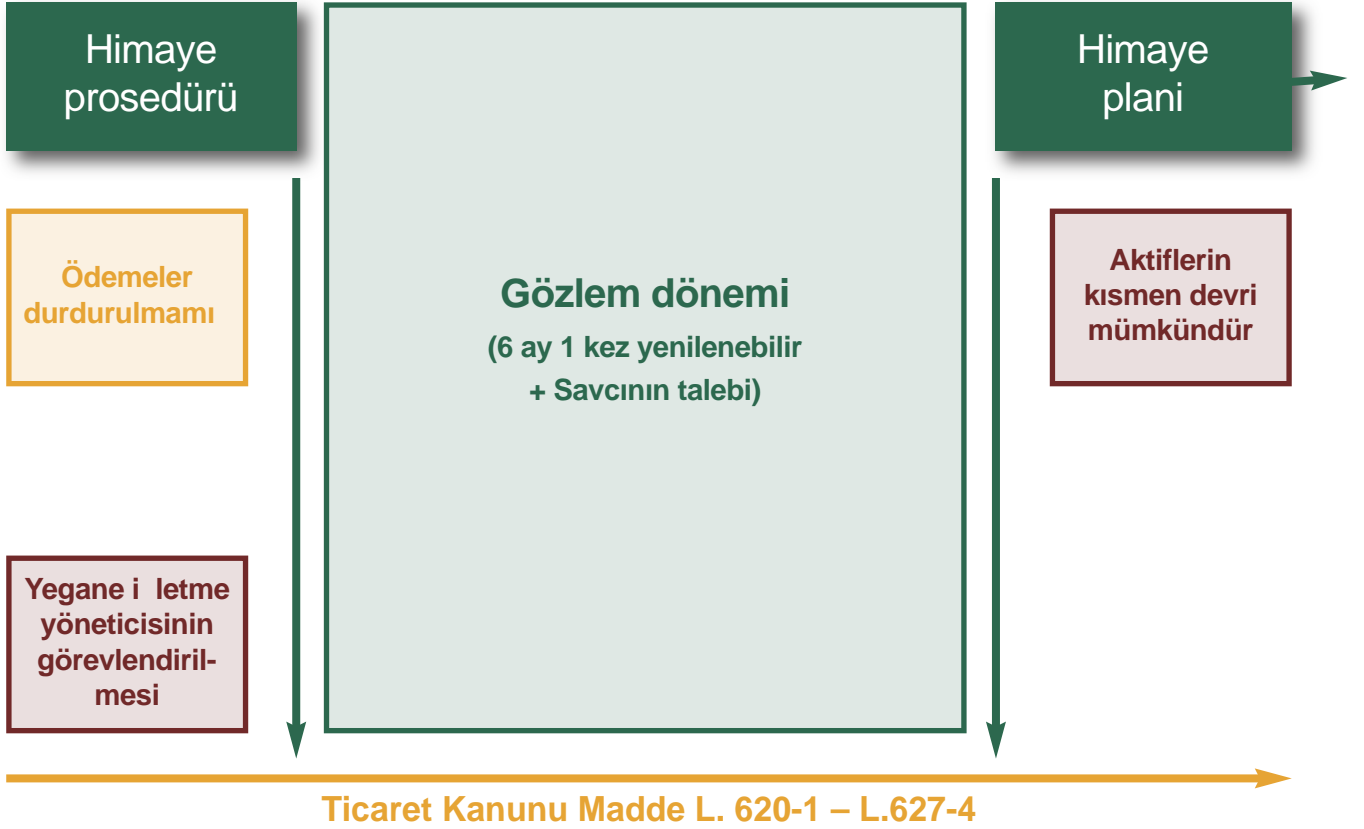 Himaye
prosedürü
Ödemeler
durdurulmamı
Yegane i letme
yöneticisinin
görevlendiril-
mesi
Gözlem dönemi
(6 ay 1 kez yenilenebilir
+ Savcının talebi)
Himaye
plani
Aktiflerin
kısmen devri
mümkündür
Ticaret Kanunu Madde L. 620-1 – L.627-4